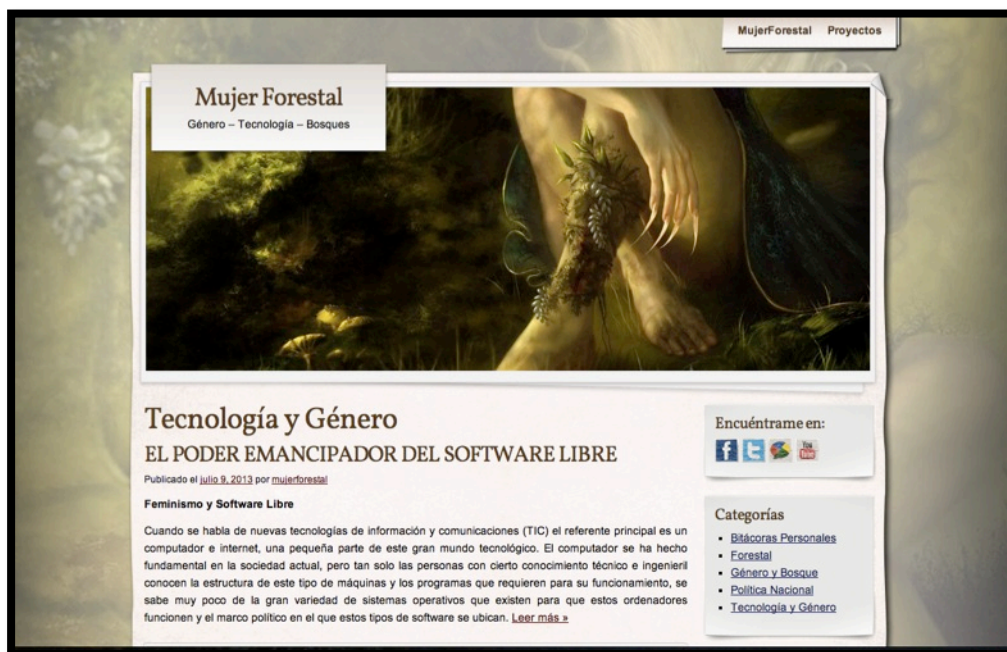 MujerForestal Proyectos
Mujer Forestal
Género – Tecnología – Bosques
Tecnología y Género
EL PODER EMANCIPADOR DEL SOFTWARE LIBRE
Publicado el julio 9, 2013 por mujerforestal
Feminismo y Software Libre
Cuando se habla de nuevas tecnologías de información y comunicaciones (TIC) el referente principal es un
computador e internet, una pequeña parte de este gran mundo tecnológico. El computador se ha hecho
fundamental en la sociedad actual, pero tan solo las personas con cierto conocimiento técnico e ingenieril
conocen la estructura de este tipo de máquinas y los programas que requieren para su funcionamiento, se
sabe muy poco de la gran variedad de sistemas operativos que existen para que estos ordenadores
funcionen y el marco político en el que estos tipos de software se ubican. Leer más »
Encuéntrame en:
You
Tube
Categorías
Bitácoras Personales
Forestal
Género y Bosque
Política Nacional
Tecnología y Género